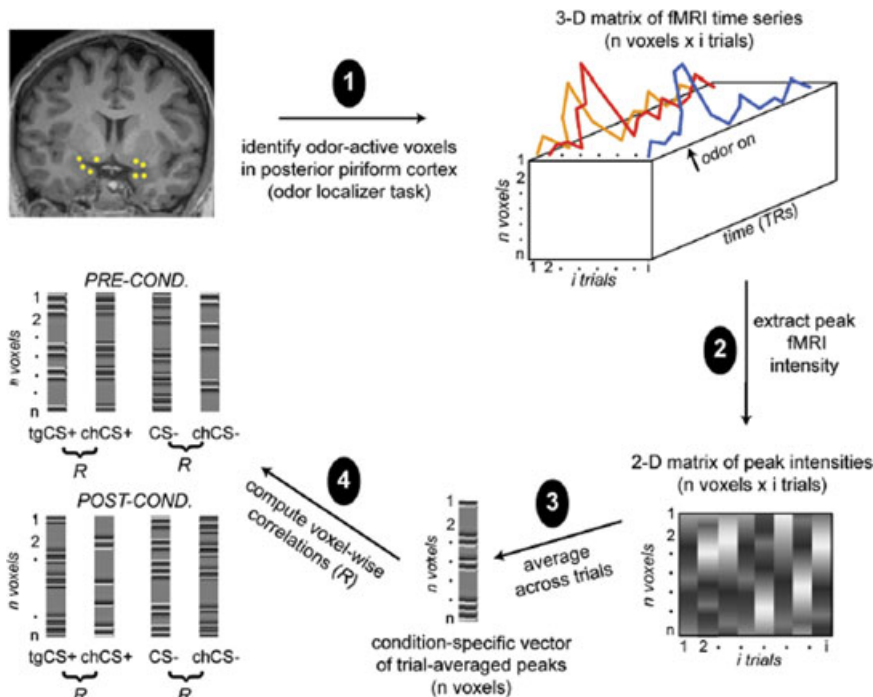 1
identify odor-active voxels
in posterior piriform cortex
(odor localizer task)
3-D matrix of fMRI time series
(n voxels x i trials)
odor on
time (TRs)
n voxels
1
2
n
1 2 · · · · · i
i trials
2
extract peak
fMRI
intensity
2-D matrix of peak intensities
(n voxels x i trials)
n voxels
1
2
n
1 2 · · · · · i
i trials
3
average
across trials
n voxels
1
2
n
condition-specific vector
of trial-averaged peaks
(n voxels)
4
compute voxel-wise
correlations (R)
PRE-COND.
n voxels
1
2
n
tgCS+ chCS+ CS- chCS-
R R
POST-COND.
n voxels
1
2
n
tgCS+ chCS+ CS- chCS-
R R